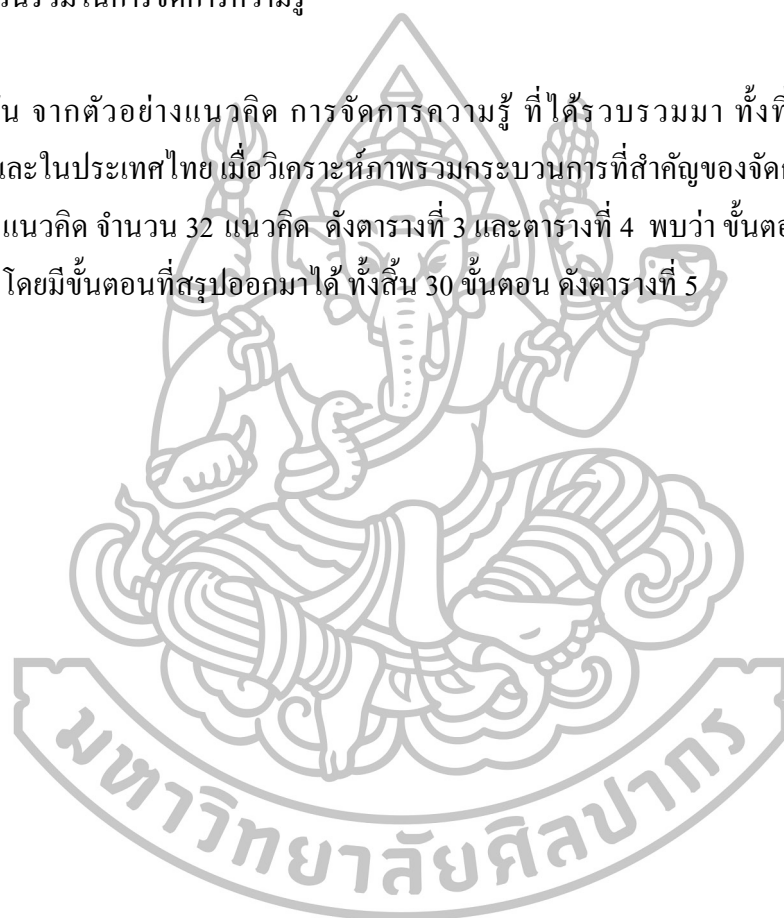 นร่วมในการจัดการความรู้
จากตัวอย่างแนวคิด การจัดการความรู้ ที่ได้รวบรวมมา
และในประเทศไทย เมื่อวิเคราะห์ภาพรวมกระบวนการที่สำคัญของ
แนวคิด จำนวน 32 แนวคิด ดังตารางที่ 3 และตารางที่ 4 พบว่า
โดยมีขั้นตอนที่สรุปออกมาได้ ทั้งสิ้น 30 ขั้นตอน ดังตารางที่ 5
มหาวิทยาลัยศิลปากร